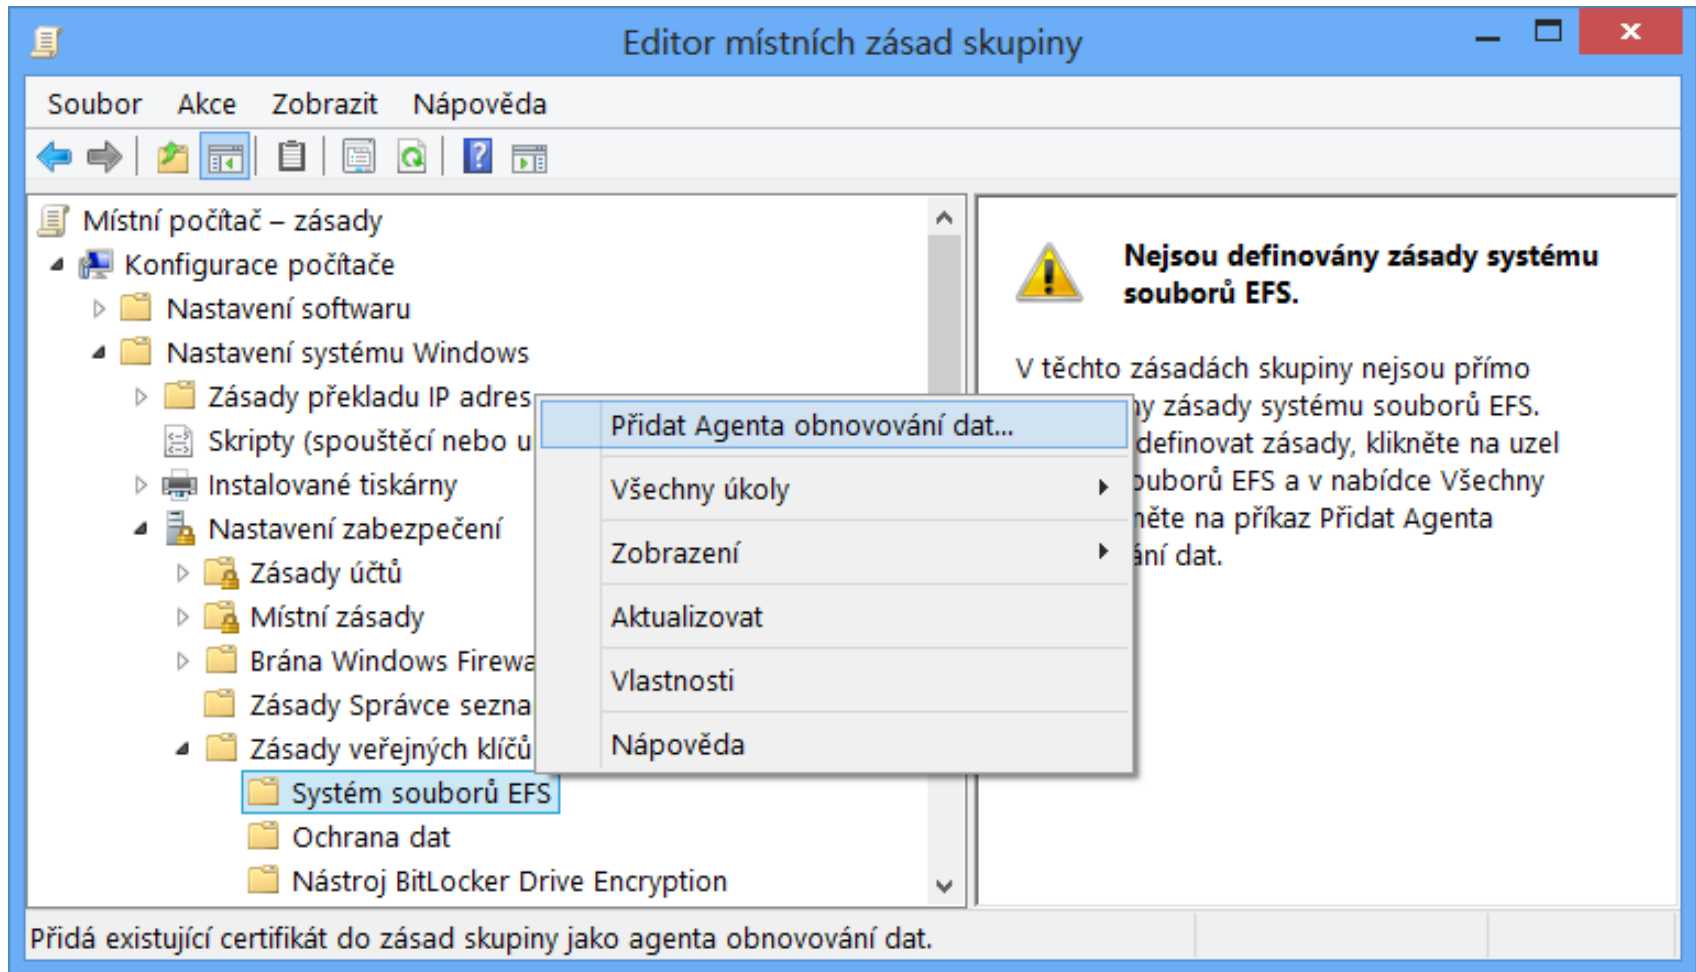 Editor místních zásad skupiny
Soubor Akce Zobrazit Nápověda
Místní počítač – zásady
Konfigurace počítače
Nastavení softwaru
Nastavení systému Windows
Zásady překladu IP adres
Skripty (spouštěcí nebo u
Instalované tiskárny
Nastavení zabezpečení
Zásady účtů
Místní zásady
Brána Windows Firewa
Zásady Správce sezna
Zásady veřejných klíčů
Systém souborů EFS
Ochrana dat
Nástroj BitLocker Drive Encryption
Přidat Agenta obnovování dat...
Všechny úkoly
Zobrazení
Aktualizovat
Vlastnosti
Nápověda
Nejsou definovány zásady systému
souborů EFS.
V těchto zásadách skupiny nejsou přímo
ny zásady systému souborů EFS.
definovat zásady, klikněte na uzel
ouborů EFS a v nabídce Všechny
něte na příkaz Přidat Agenta
ání dat.
Přidá existující certifikát do zásad skupiny jako agenta obnovování dat.